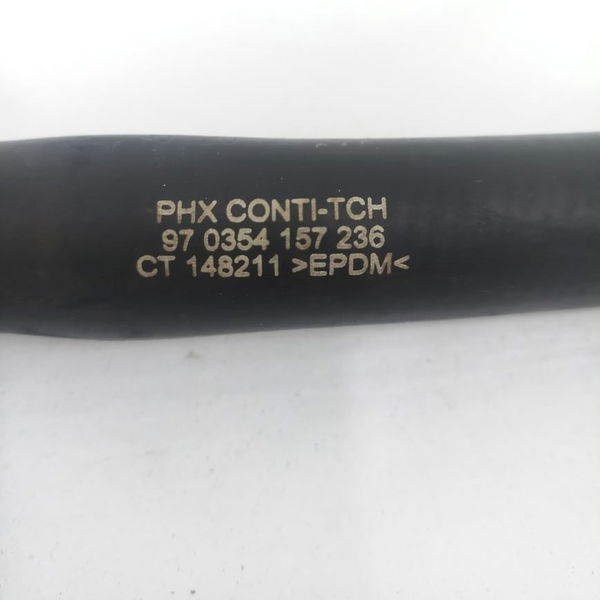 PHX CONTI-TCH
97 0354 157 236
CT 148211 >EPDM<